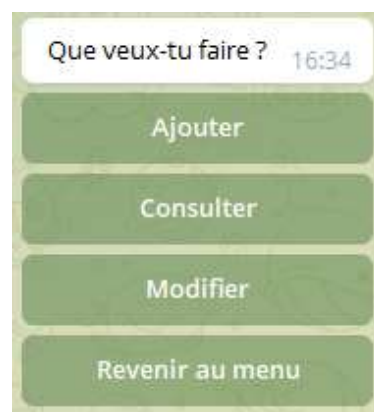 Que veux-tu faire ? 16:34
Ajouter
Consulter
Modifier
Revenir au menu